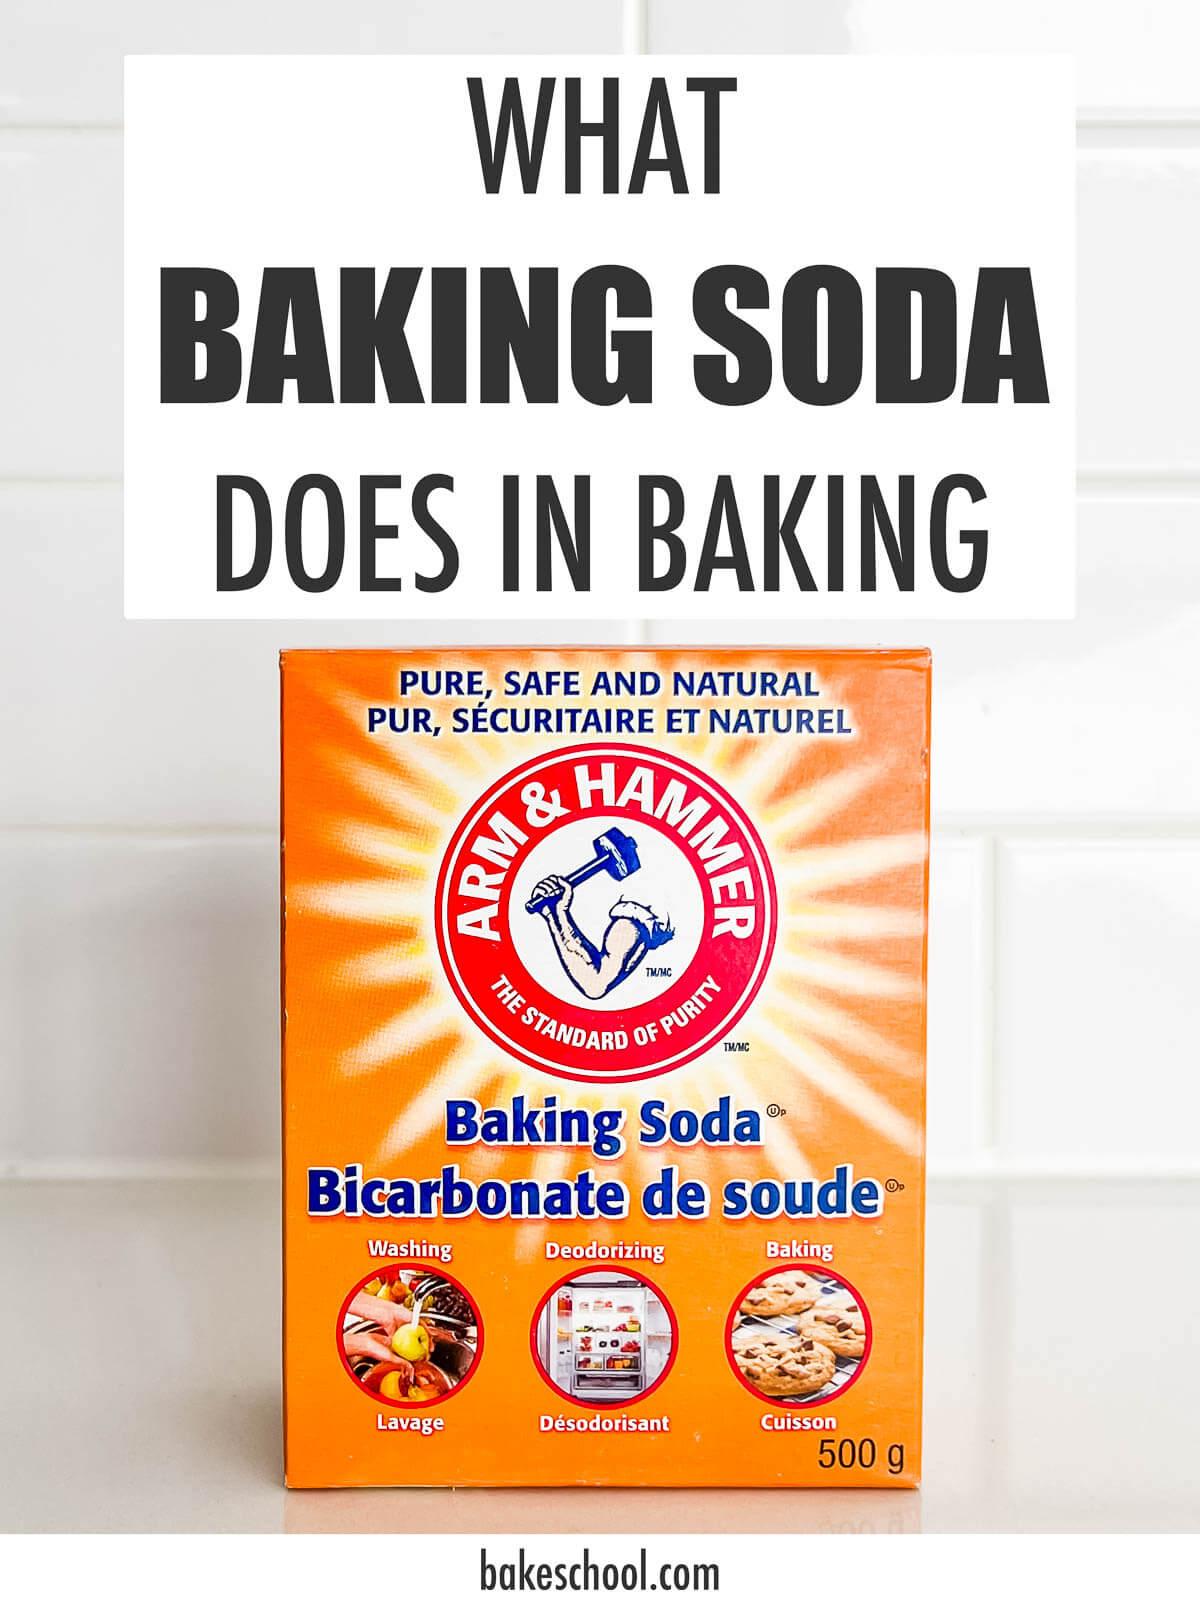 WHAT
BAKING SODA
DOES IN BAKING
PURE, SAFE AND NATURAL
PUR, SÉCURITAIRE ET NATUREL
ARM & HAMMER
TM/MC
THE STANDARD OF PURITY
TM/MC
Baking Soda Ⓤp
Bicarbonate de soude Ⓤp
Washing Deodorizing Baking
Lavage Désodorisant Cuisson
500 g
bakeschool.com